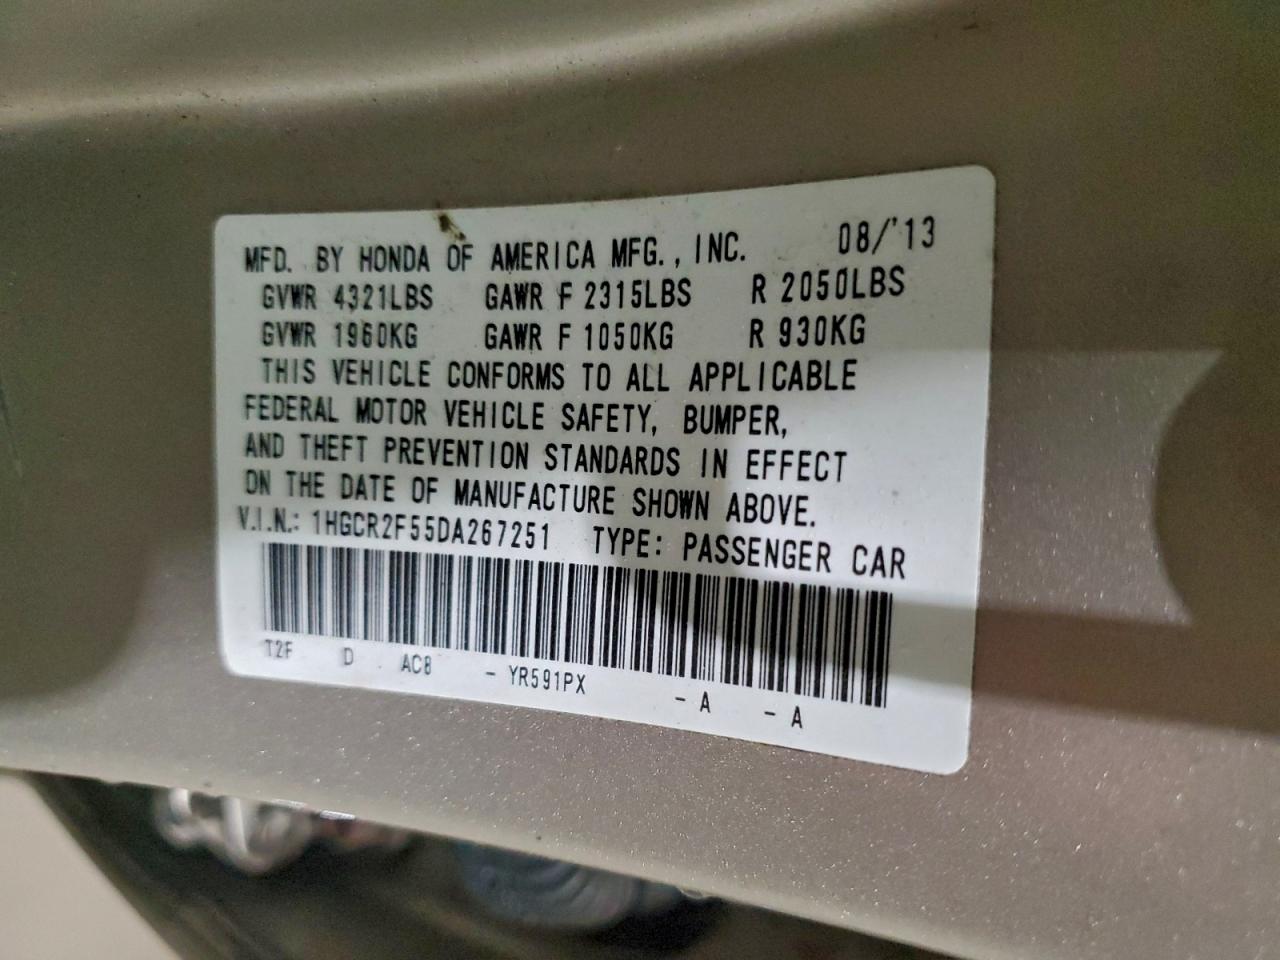 MFD. BY HONDA OF AMERICA MFG., INC. 08/'13
GVWR 4321LBS GAWR F 2315LBS R 2050LBS
GVWR 1960KG GAWR F 1050KG R 930KG
THIS VEHICLE CONFORMS TO ALL APPLICABLE
FEDERAL MOTOR VEHICLE SAFETY, BUMPER,
AND THEFT PREVENTION STANDARDS IN EFFECT
ON THE DATE OF MANUFACTURE SHOWN ABOVE.
V.I.N.: 1HGCR2F55DA267251 TYPE: PASSENGER CAR
T2F D AC8 - YR591PX - A - A